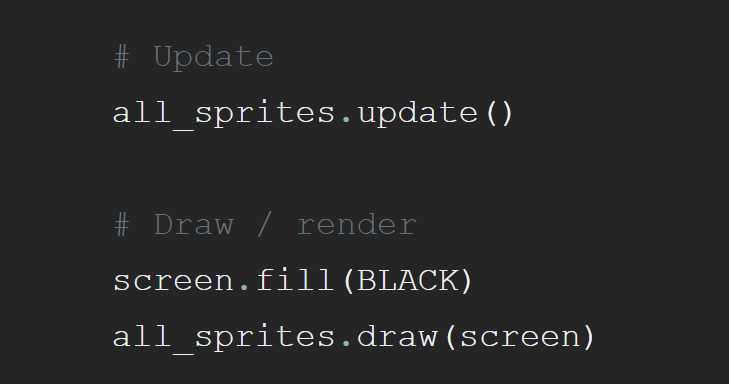 # Update
all_sprites.update()
# Draw / render
screen.fill(BLACK)
all_sprites.draw(screen)